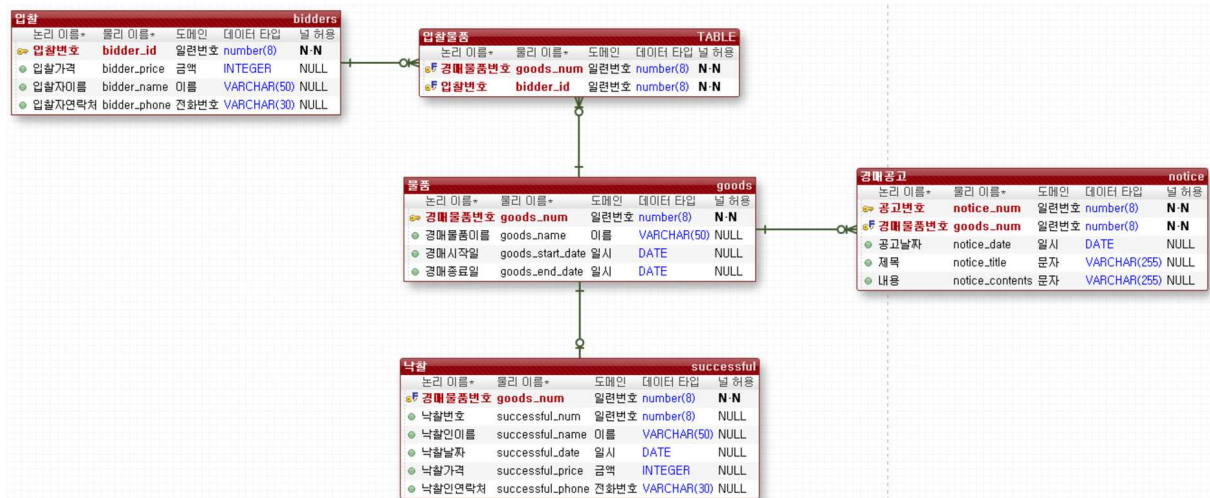 입찰 bidders
논리 이름* 물리 이름* 도메인 데이터 타입 널 허용
입찰번호 bidder_id 일련번호 number(8) N·N
입찰가격 bidder_price 금액 INTEGER NULL
입찰자이름 bidder_name 이름 VARCHAR(50) NULL
입찰자연락처 bidder_phone 전화번호 VARCHAR(30) NULL
입찰물품 TABLE
논리 이름* 물리 이름* 도메인 데이터 타입 널 허용
경매물품번호 goods_num 일련번호 number(8) N·N
입찰번호 bidder_id 일련번호 number(8) N·N
물품 goods
논리 이름* 물리 이름* 도메인 데이터 타입 널 허용
경매물품번호 goods_num 일련번호 number(8) N·N
경매물품이름 goods_name 이름 VARCHAR(50) NULL
경매시작일 goods_start_date 일시 DATE NULL
경매종료일 goods_end_date 일시 DATE NULL
경매공고 notice
논리 이름* 물리 이름* 도메인 데이터 타입 널 허용
공고번호 notice_num 일련번호 number(8) N·N
경매물품번호 goods_num 일련번호 number(8) N·N
공고날짜 notice_date 일시 DATE NULL
제목 notice_title 문자 VARCHAR(255) NULL
내용 notice_contents 문자 VARCHAR(255) NULL
낙찰 successful
논리 이름* 물리 이름* 도메인 데이터 타입 널 허용
경매물품번호 goods_num 일련번호 number(8) N·N
낙찰번호 successful_num 일련번호 number(8) NULL
낙찰인이름 successful_name 이름 VARCHAR(50) NULL
낙찰날짜 successful_date 일시 DATE NULL
낙찰가격 successful_price 금액 INTEGER NULL
낙찰인연락처 successful_phone 전화번호 VARCHAR(30) NULL